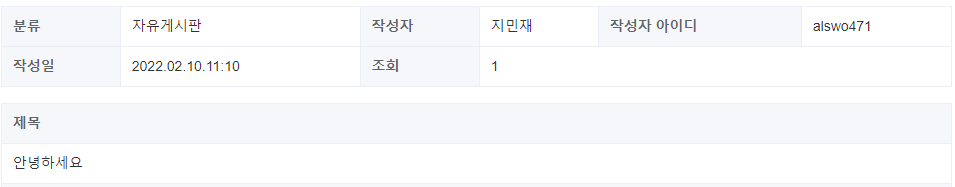 분류 자유게시판 작성자 지민재 작성자 아이디 alswo471
작성일 2022.02.10.11:10 조회 1
제목
안녕하세요